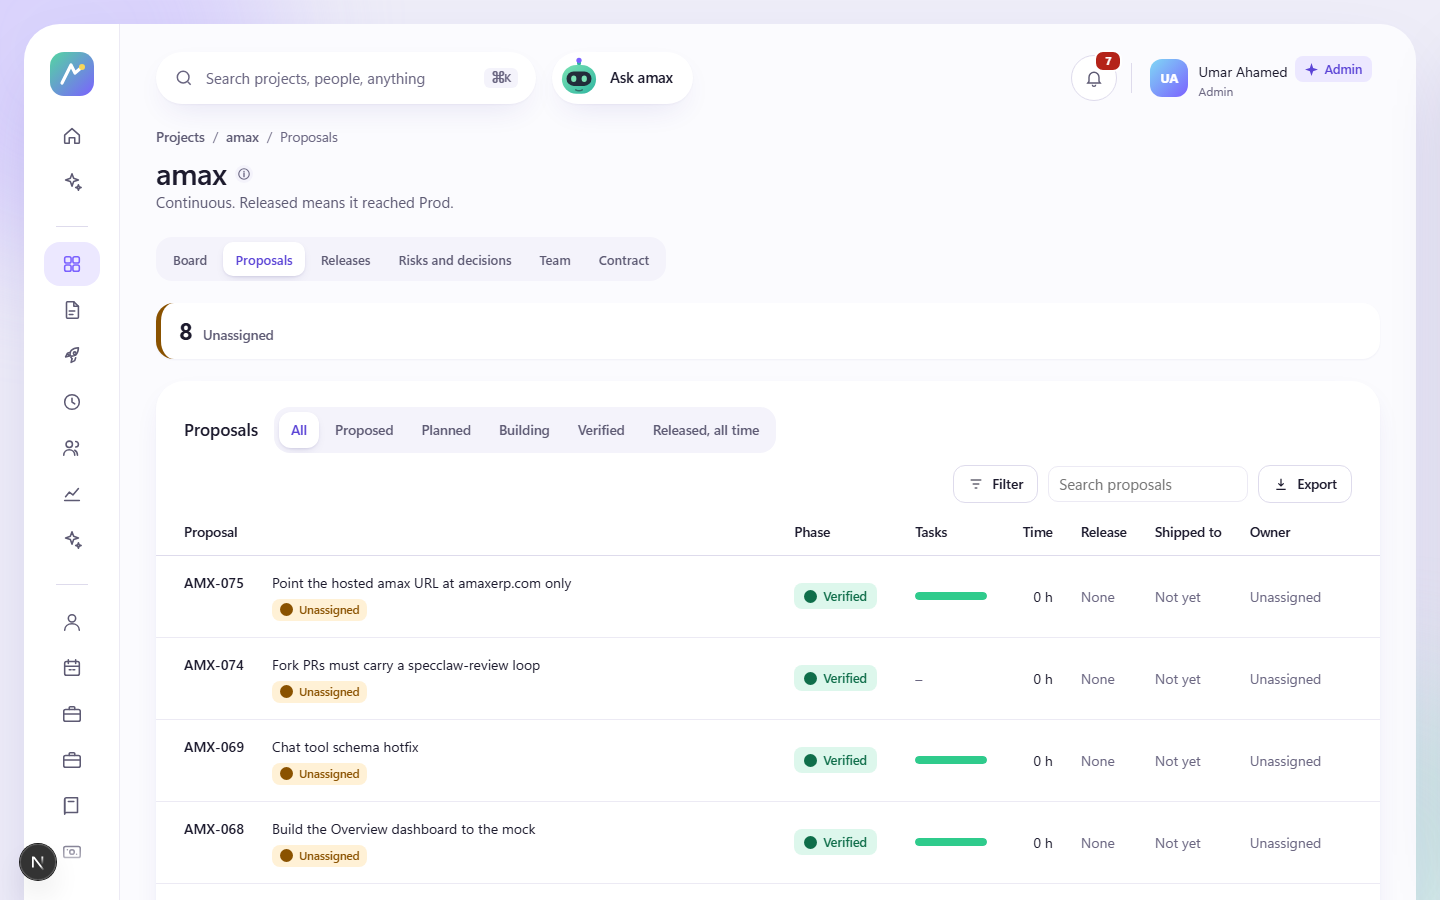 Search projects, people, anything
⌘K
Ask amax
7
UA
Umar Ahamed
Admin
Admin
Projects / amax / Proposals
amax
Continuous. Released means it reached Prod.
Board
Proposals
Releases
Risks and decisions
Team
Contract
8 Unassigned
Proposals
All
Proposed
Planned
Building
Verified
Released, all time
Filter
Search proposals
Export
Proposal Phase Tasks Time Release Shipped to Owner
AMX-075 Point the hosted amax URL at amaxerp.com only
Unassigned
Verified 0 h None Not yet Unassigned
AMX-074 Fork PRs must carry a specclaw-review loop
Unassigned
Verified – 0 h None Not yet Unassigned
AMX-069 Chat tool schema hotfix
Unassigned
Verified 0 h None Not yet Unassigned
AMX-068 Build the Overview dashboard to the mock
Unassigned
Verified 0 h None Not yet Unassigned
N